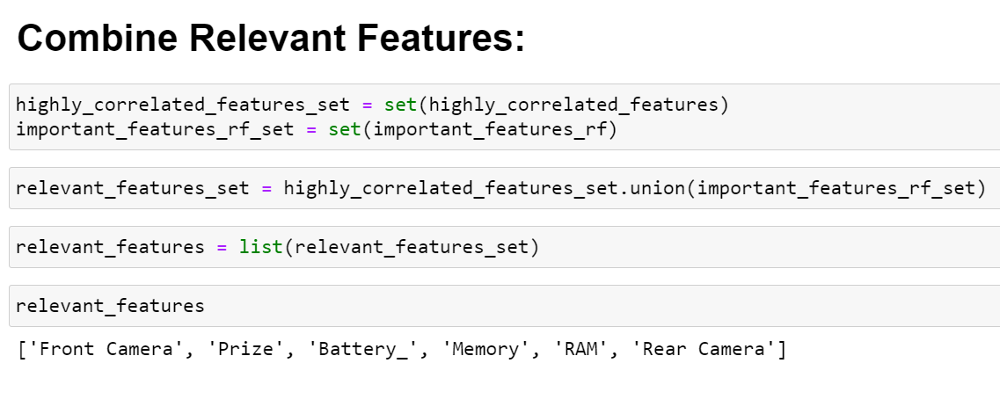 Combine Relevant Features:
highly_correlated_features_set = set(highly_correlated_features)
important_features_rf_set = set(important_features_rf)
relevant_features_set = highly_correlated_features_set.union(important_features_rf_set)
relevant_features = list(relevant_features_set)
relevant_features
['Front Camera', 'Prize', 'Battery_', 'Memory', 'RAM', 'Rear Camera']